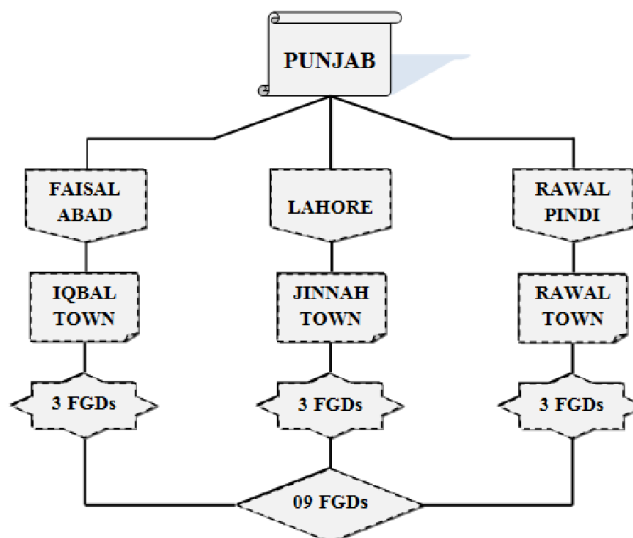 PUNJAB
FAISAL
ABAD
LAHORE
RAWAL
PINDI
IQBAL
TOWN
JINNAH
TOWN
RAWAL
TOWN
3 FGDs
3 FGDs
3 FGDs
09 FGDs